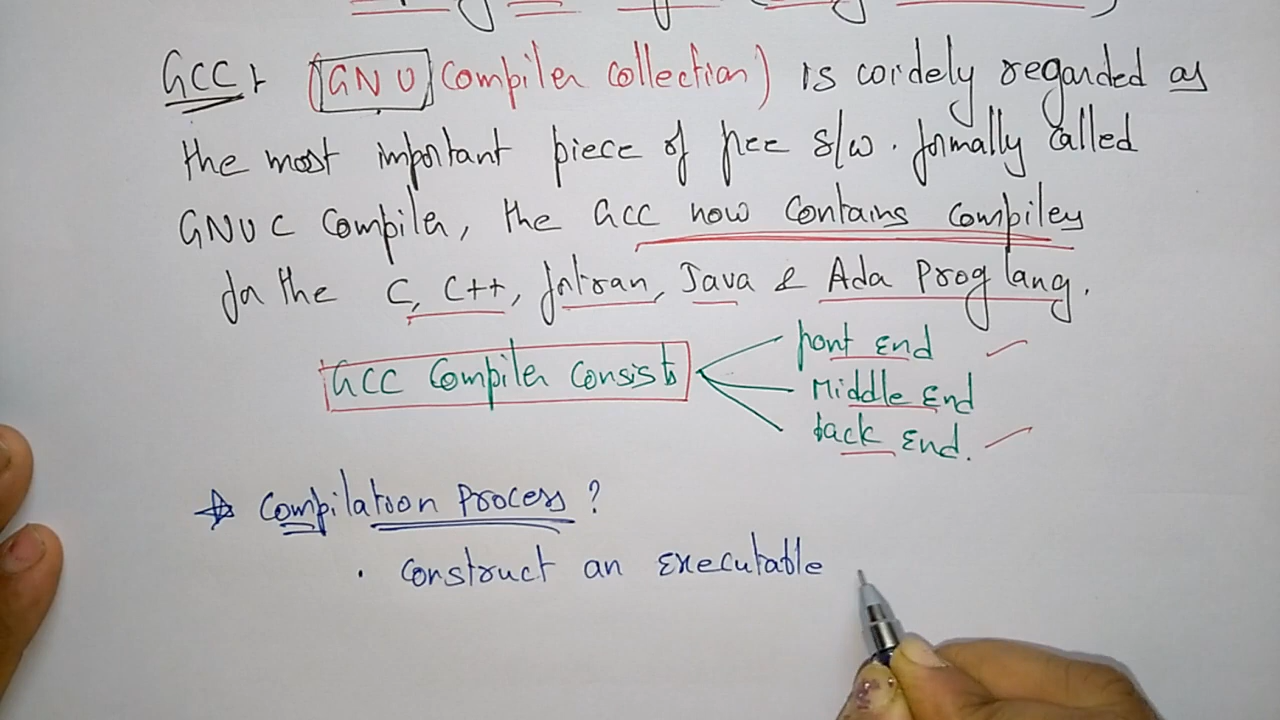 GCC: (GNU Compiler Collection) is widely regarded as
the most important piece of free s/w. formally called
GNU C Compiler, the GCC now contains compilers
for the C, C++, fortran, Java & Ada Prog lang.
GCC Compiler Consists
front End
Middle End
back End.
Compilation Process?
. Construct an Executable